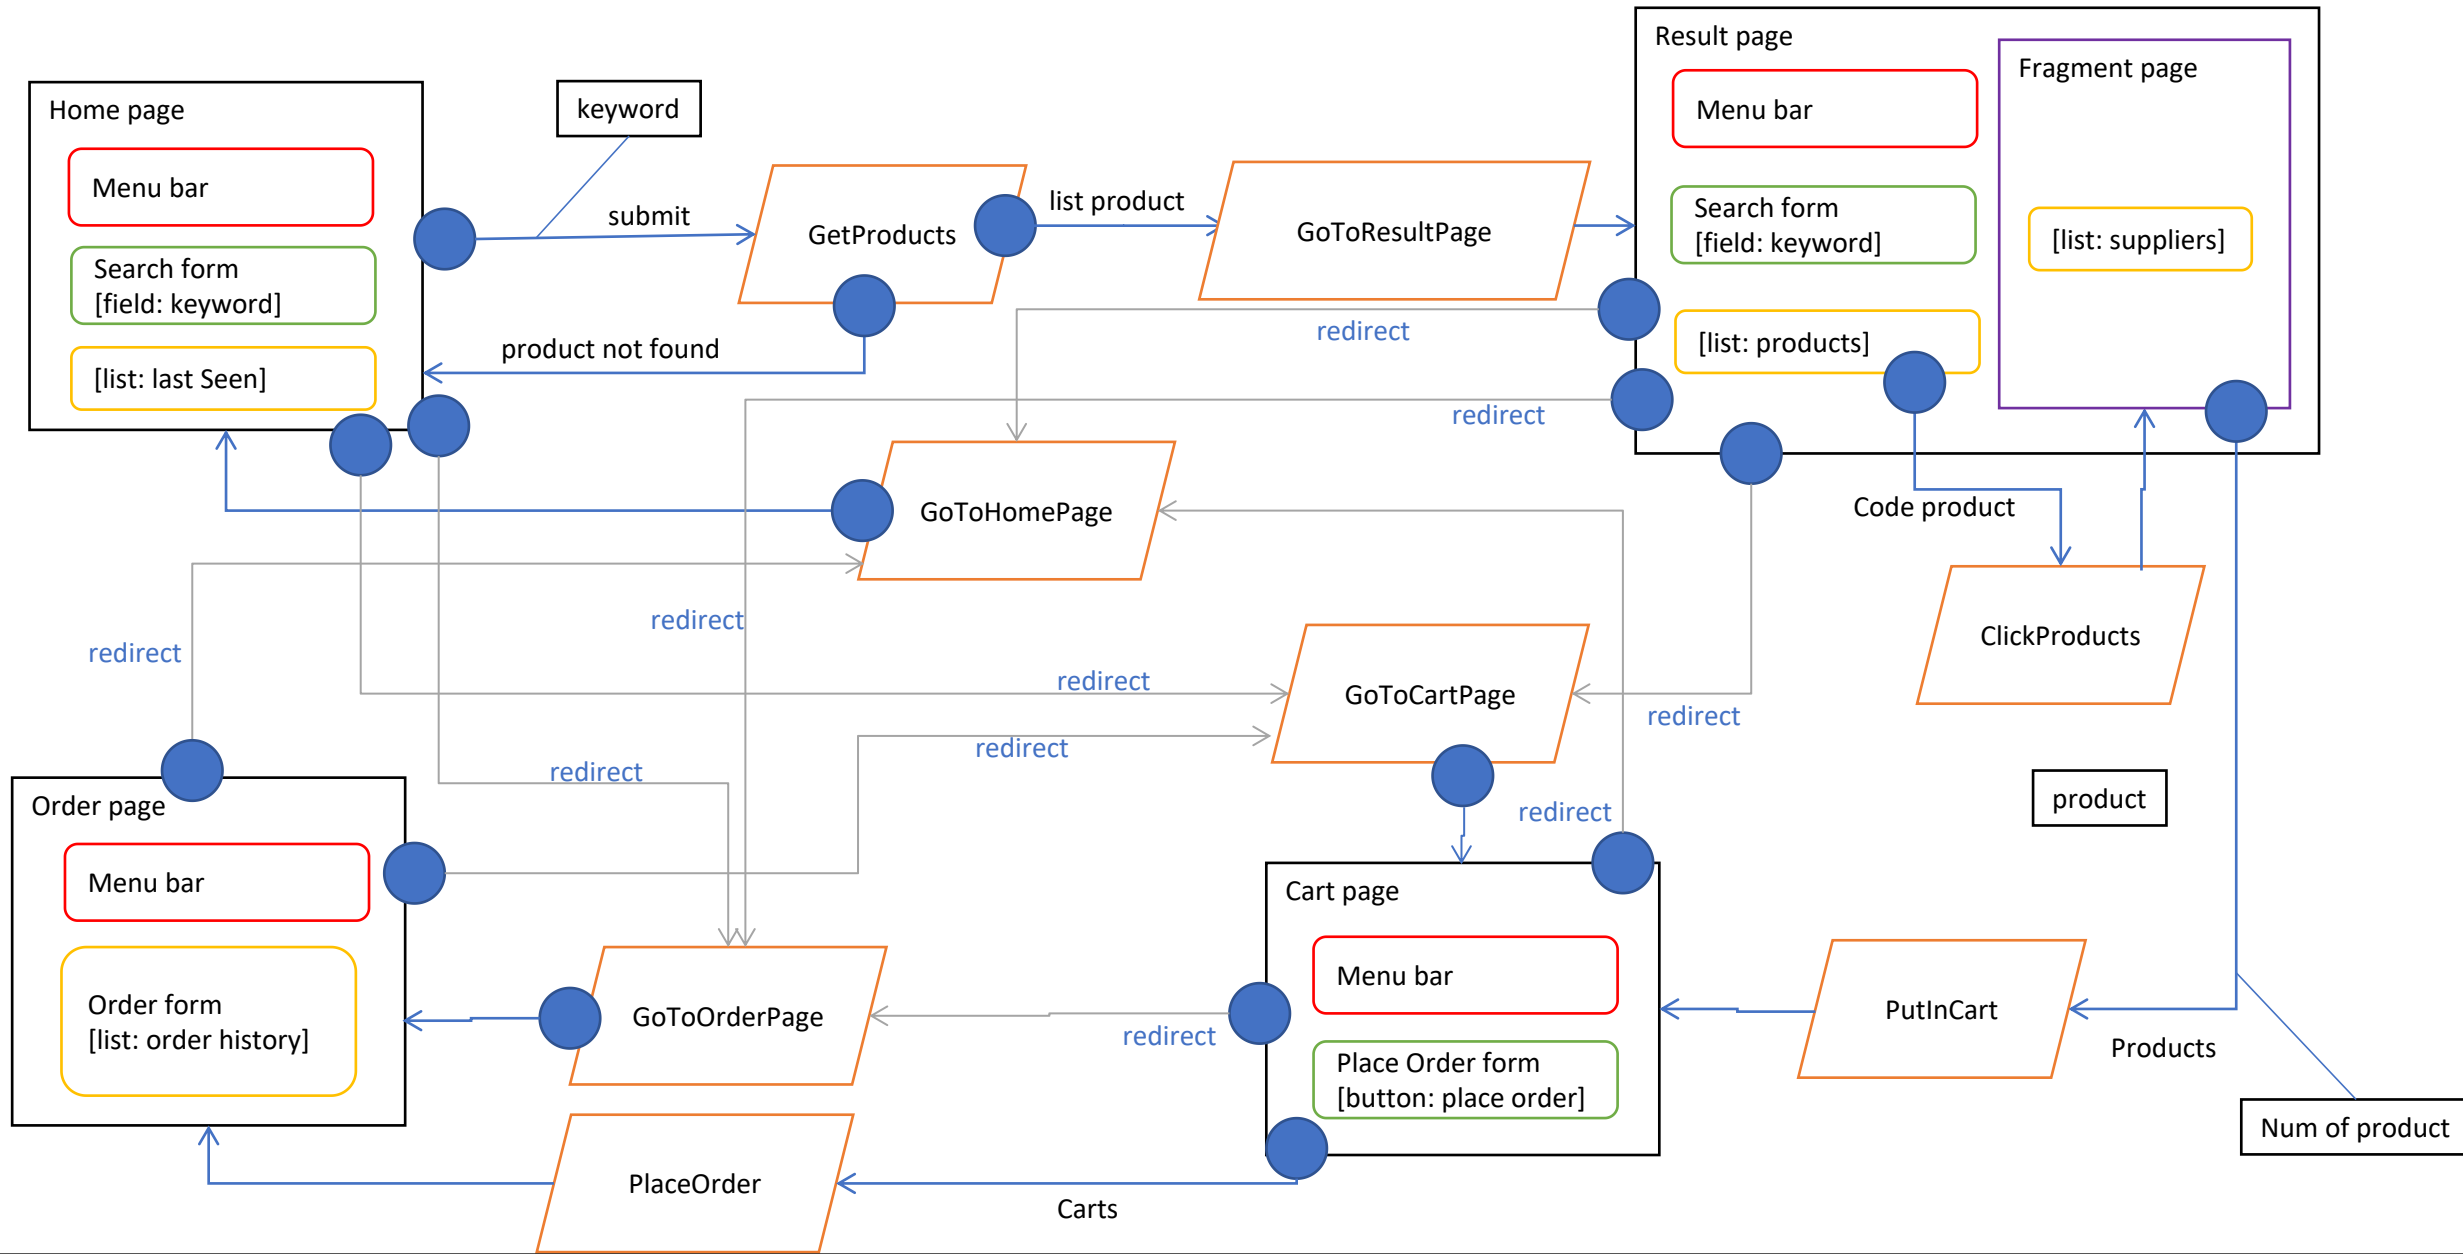 Home page
Menu bar
Search form
[field: keyword]
[list: last Seen]
keyword
submit
GetProducts
product not found
list product
GoToResultPage
Result page
Menu bar
Search form
[field: keyword]
[list: products]
Fragment page
[list: suppliers]
redirect
redirect
GoToHomePage
Code product
ClickProducts
redirect
redirect
redirect
GoToCartPage
redirect
redirect
redirect
redirect
product
Order page
Menu bar
Order form
[list: order history]
GoToOrderPage
redirect
Cart page
Menu bar
Place Order form
[button: place order]
PutInCart
Products
Num of product
PlaceOrder
Carts